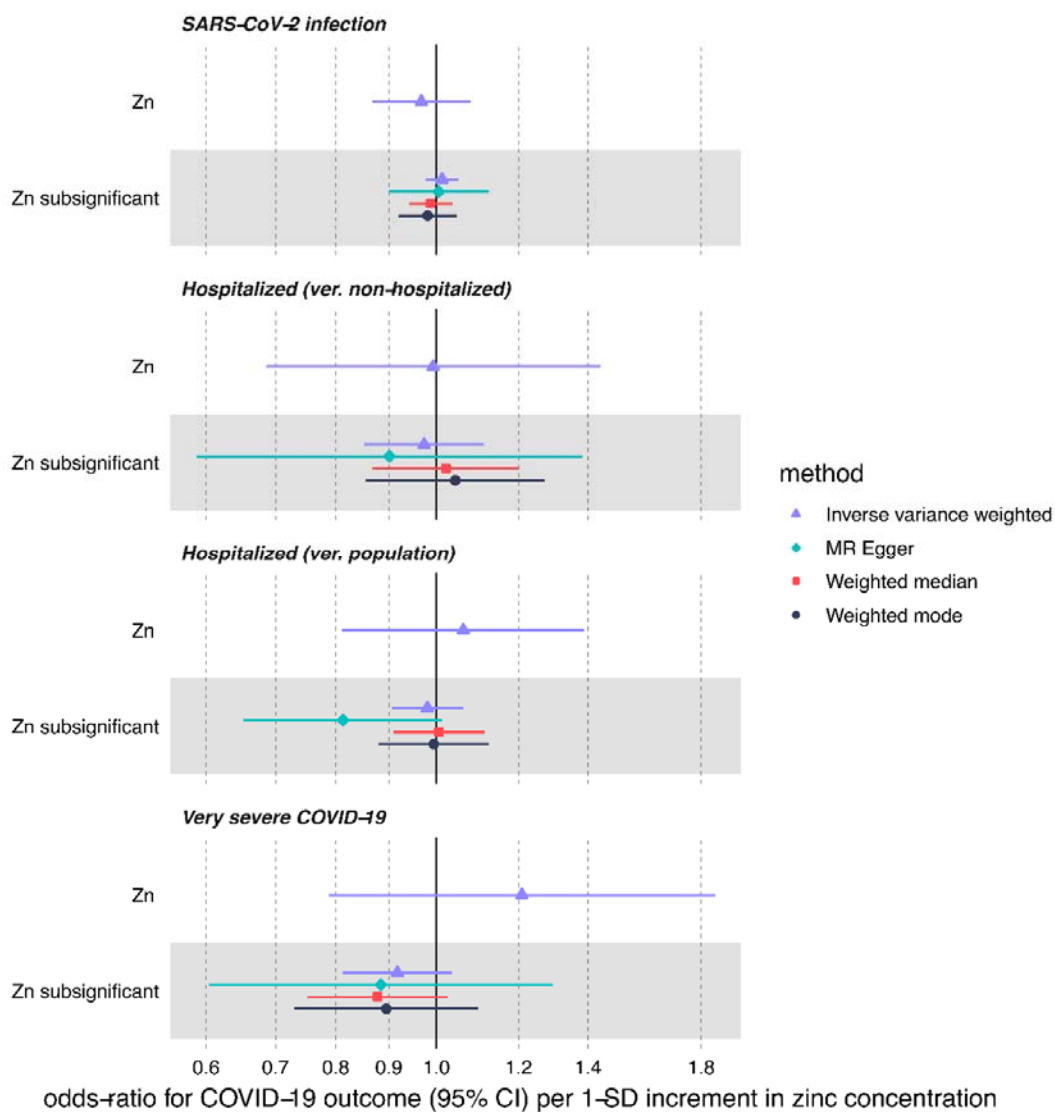 SARS-CoV-2 infection
Zn
Zn subsignificant
Hospitalized (ver. non-hospitalized)
Zn
Zn subsignificant
Hospitalized (ver. population)
Zn
Zn subsignificant
Very severe COVID-19
Zn
Zn subsignificant
method
Inverse variance weighted
MR Egger
Weighted median
Weighted mode
0.6 0.7 0.8 0.9 1.0 1.2 1.4 1.8
odds-ratio for COVID-19 outcome (95% CI) per 1-SD increment in zinc concentration